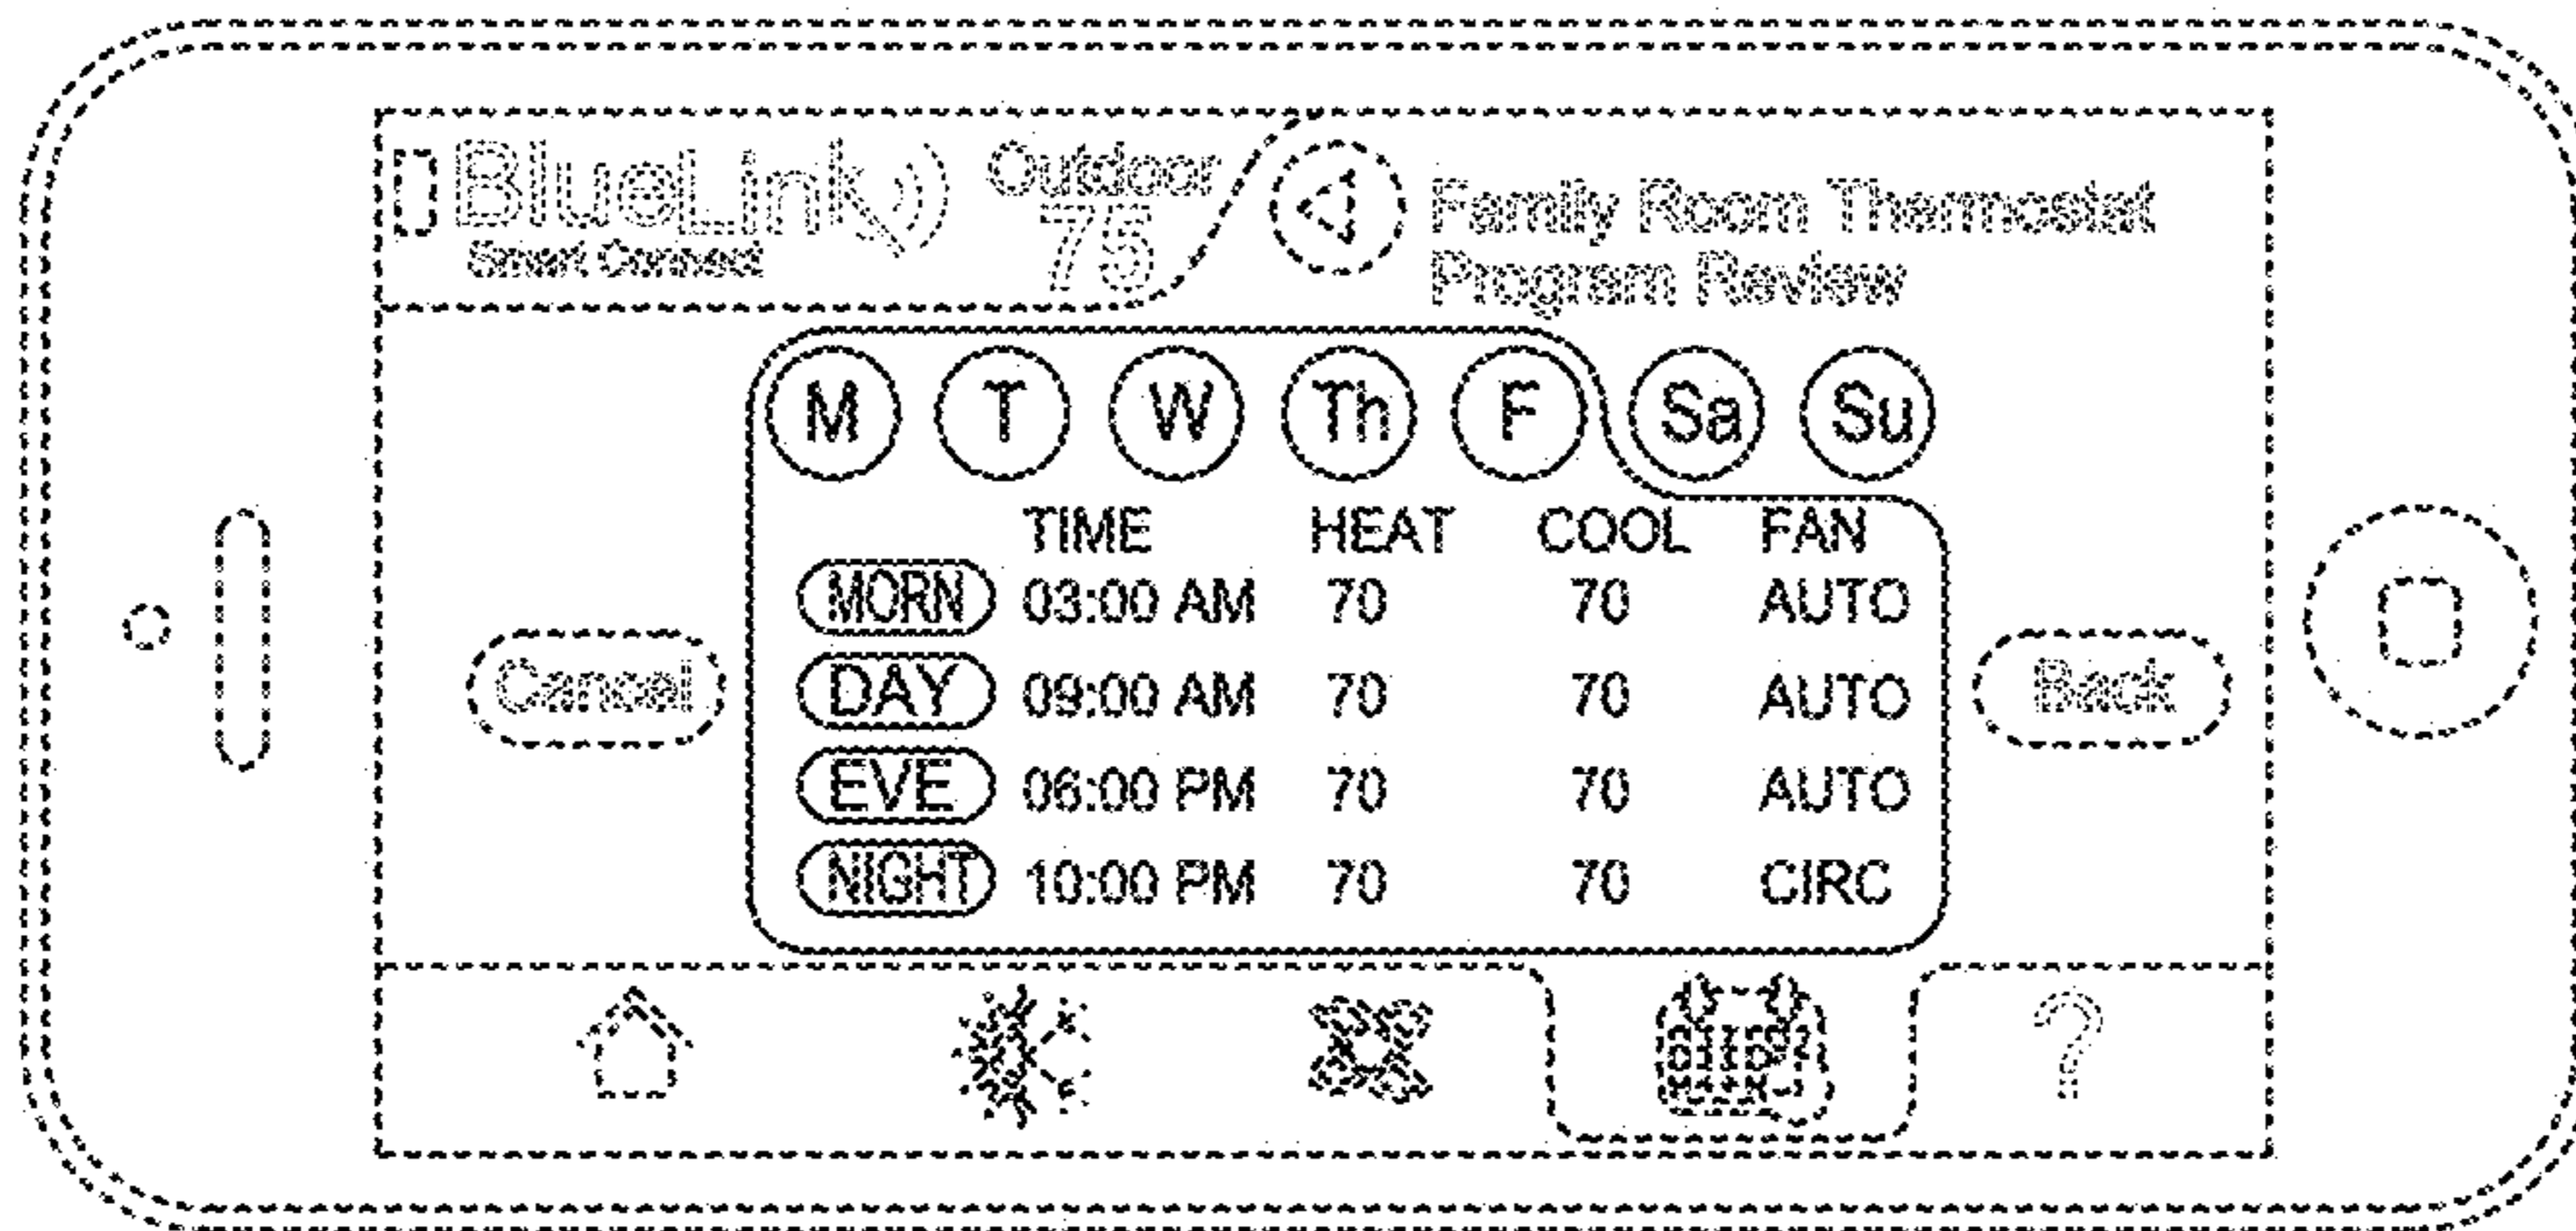 BlueLink
Smart Connect
Outdoor
75
Family Room Thermostat
Program Review
M T W Th F Sa Su
TIME HEAT COOL FAN
MORN 03:00 AM 70 70 AUTO
DAY 09:00 AM 70 70 AUTO
EVE 06:00 PM 70 70 AUTO
NIGHT 10:00 PM 70 70 CIRC
Cancel
Back
?